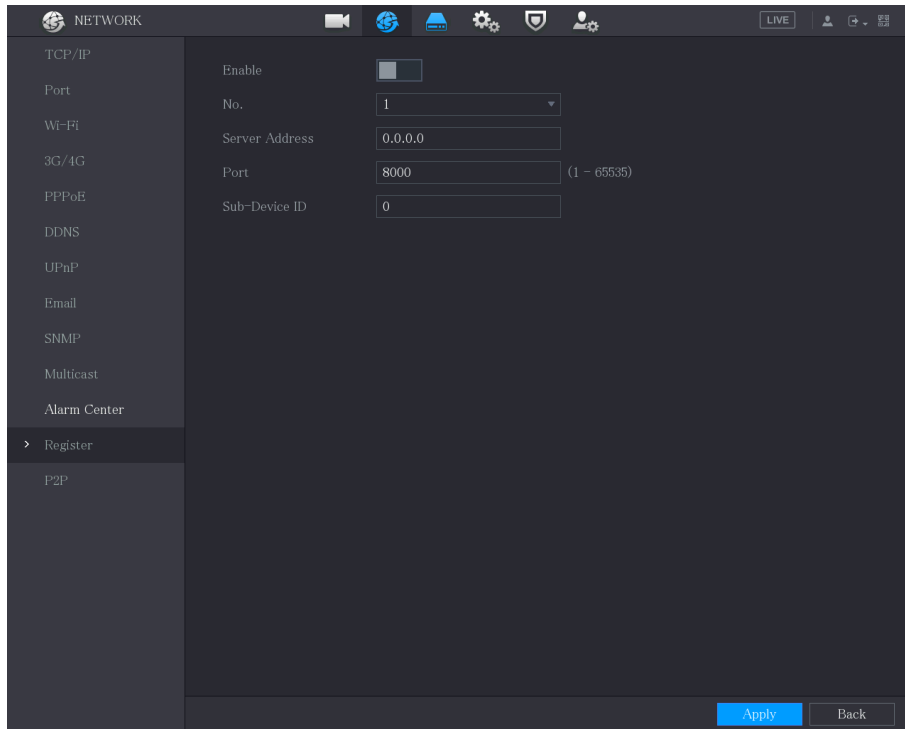 NETWORK
LIVE
TCP/IP
Port
Wi-Fi
3G/4G
PPPoE
DDNS
UPnP
Email
SNMP
Multicast
Alarm Center
Register
P2P
Enable
No. 1
Server Address 0.0.0.0
Port 8000 (1 - 65535)
Sub-Device ID 0
Apply Back